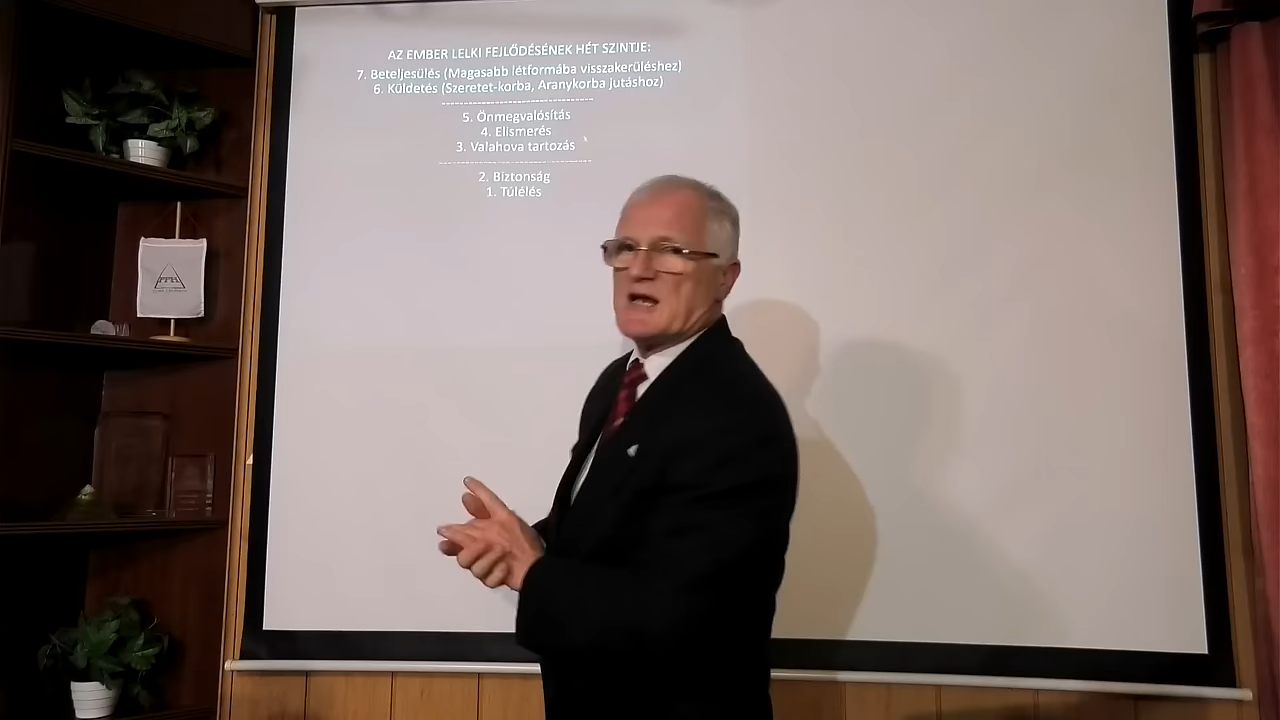 AZ EMBER LELKI FEJLŐDÉSÉNEK HÉT SZINTJE:
7. Beteljesülés (Magasabb létformába visszakerüléshez)
6. Küldetés (Szeretet-korba, Aranykorba jutáshoz)
5. Önmegvalósítás
4. Elismerés
3. Valahova tartozás
2. Biztonság
1. Túlélés